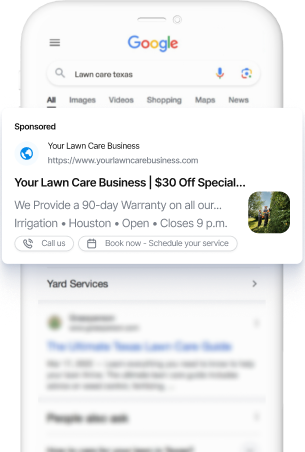 Google
Lawn care texas
All Images Videos Shopping Maps News
Sponsored
Your Lawn Care Business
https://www.yourlawncarebusiness.com
Your Lawn Care Business | $30 Off Special...
We Provide a 90-day Warranty on all our...
Irrigation • Houston • Open • Closes 9 p.m.
Call us Book now - Schedule your service
Yard Services
The Ultimate Texas Lawn Care Guide
People also ask